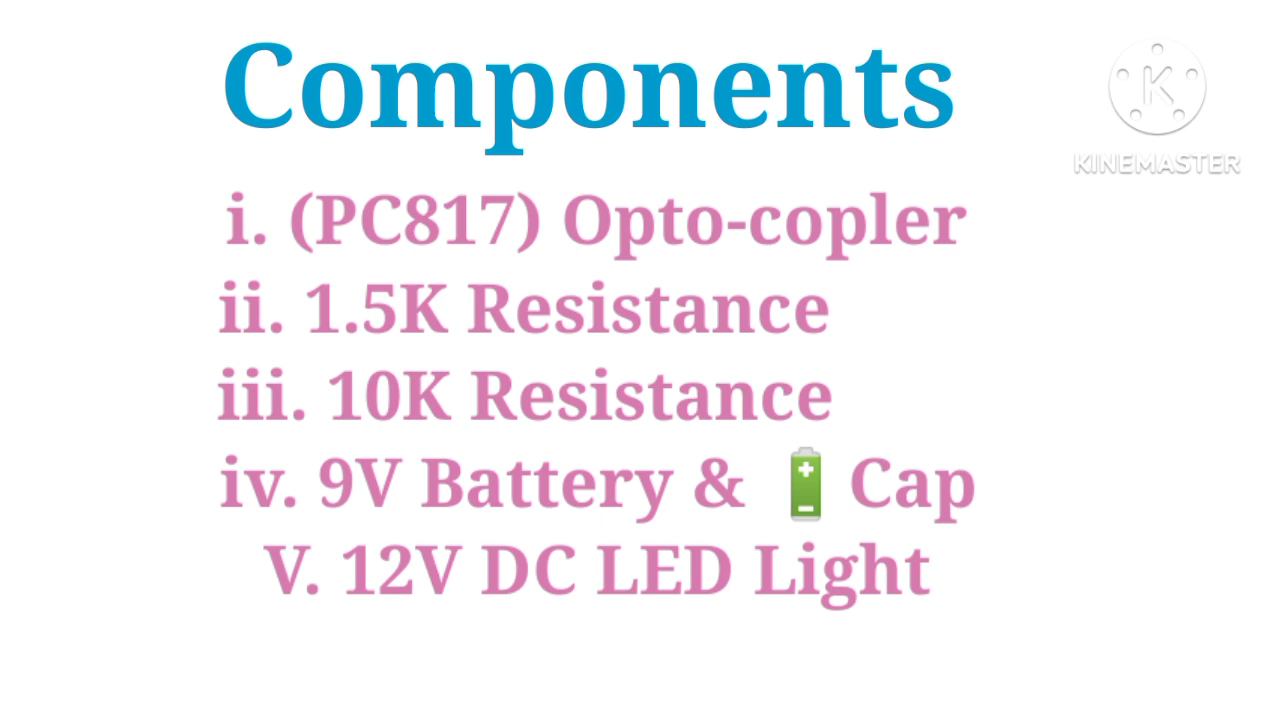 Components
K
KINEMASTER
i. (PC817) Opto-copler
ii. 1.5K Resistance
iii. 10K Resistance
iv. 9V Battery & 🔋 Cap
V. 12V DC LED Light